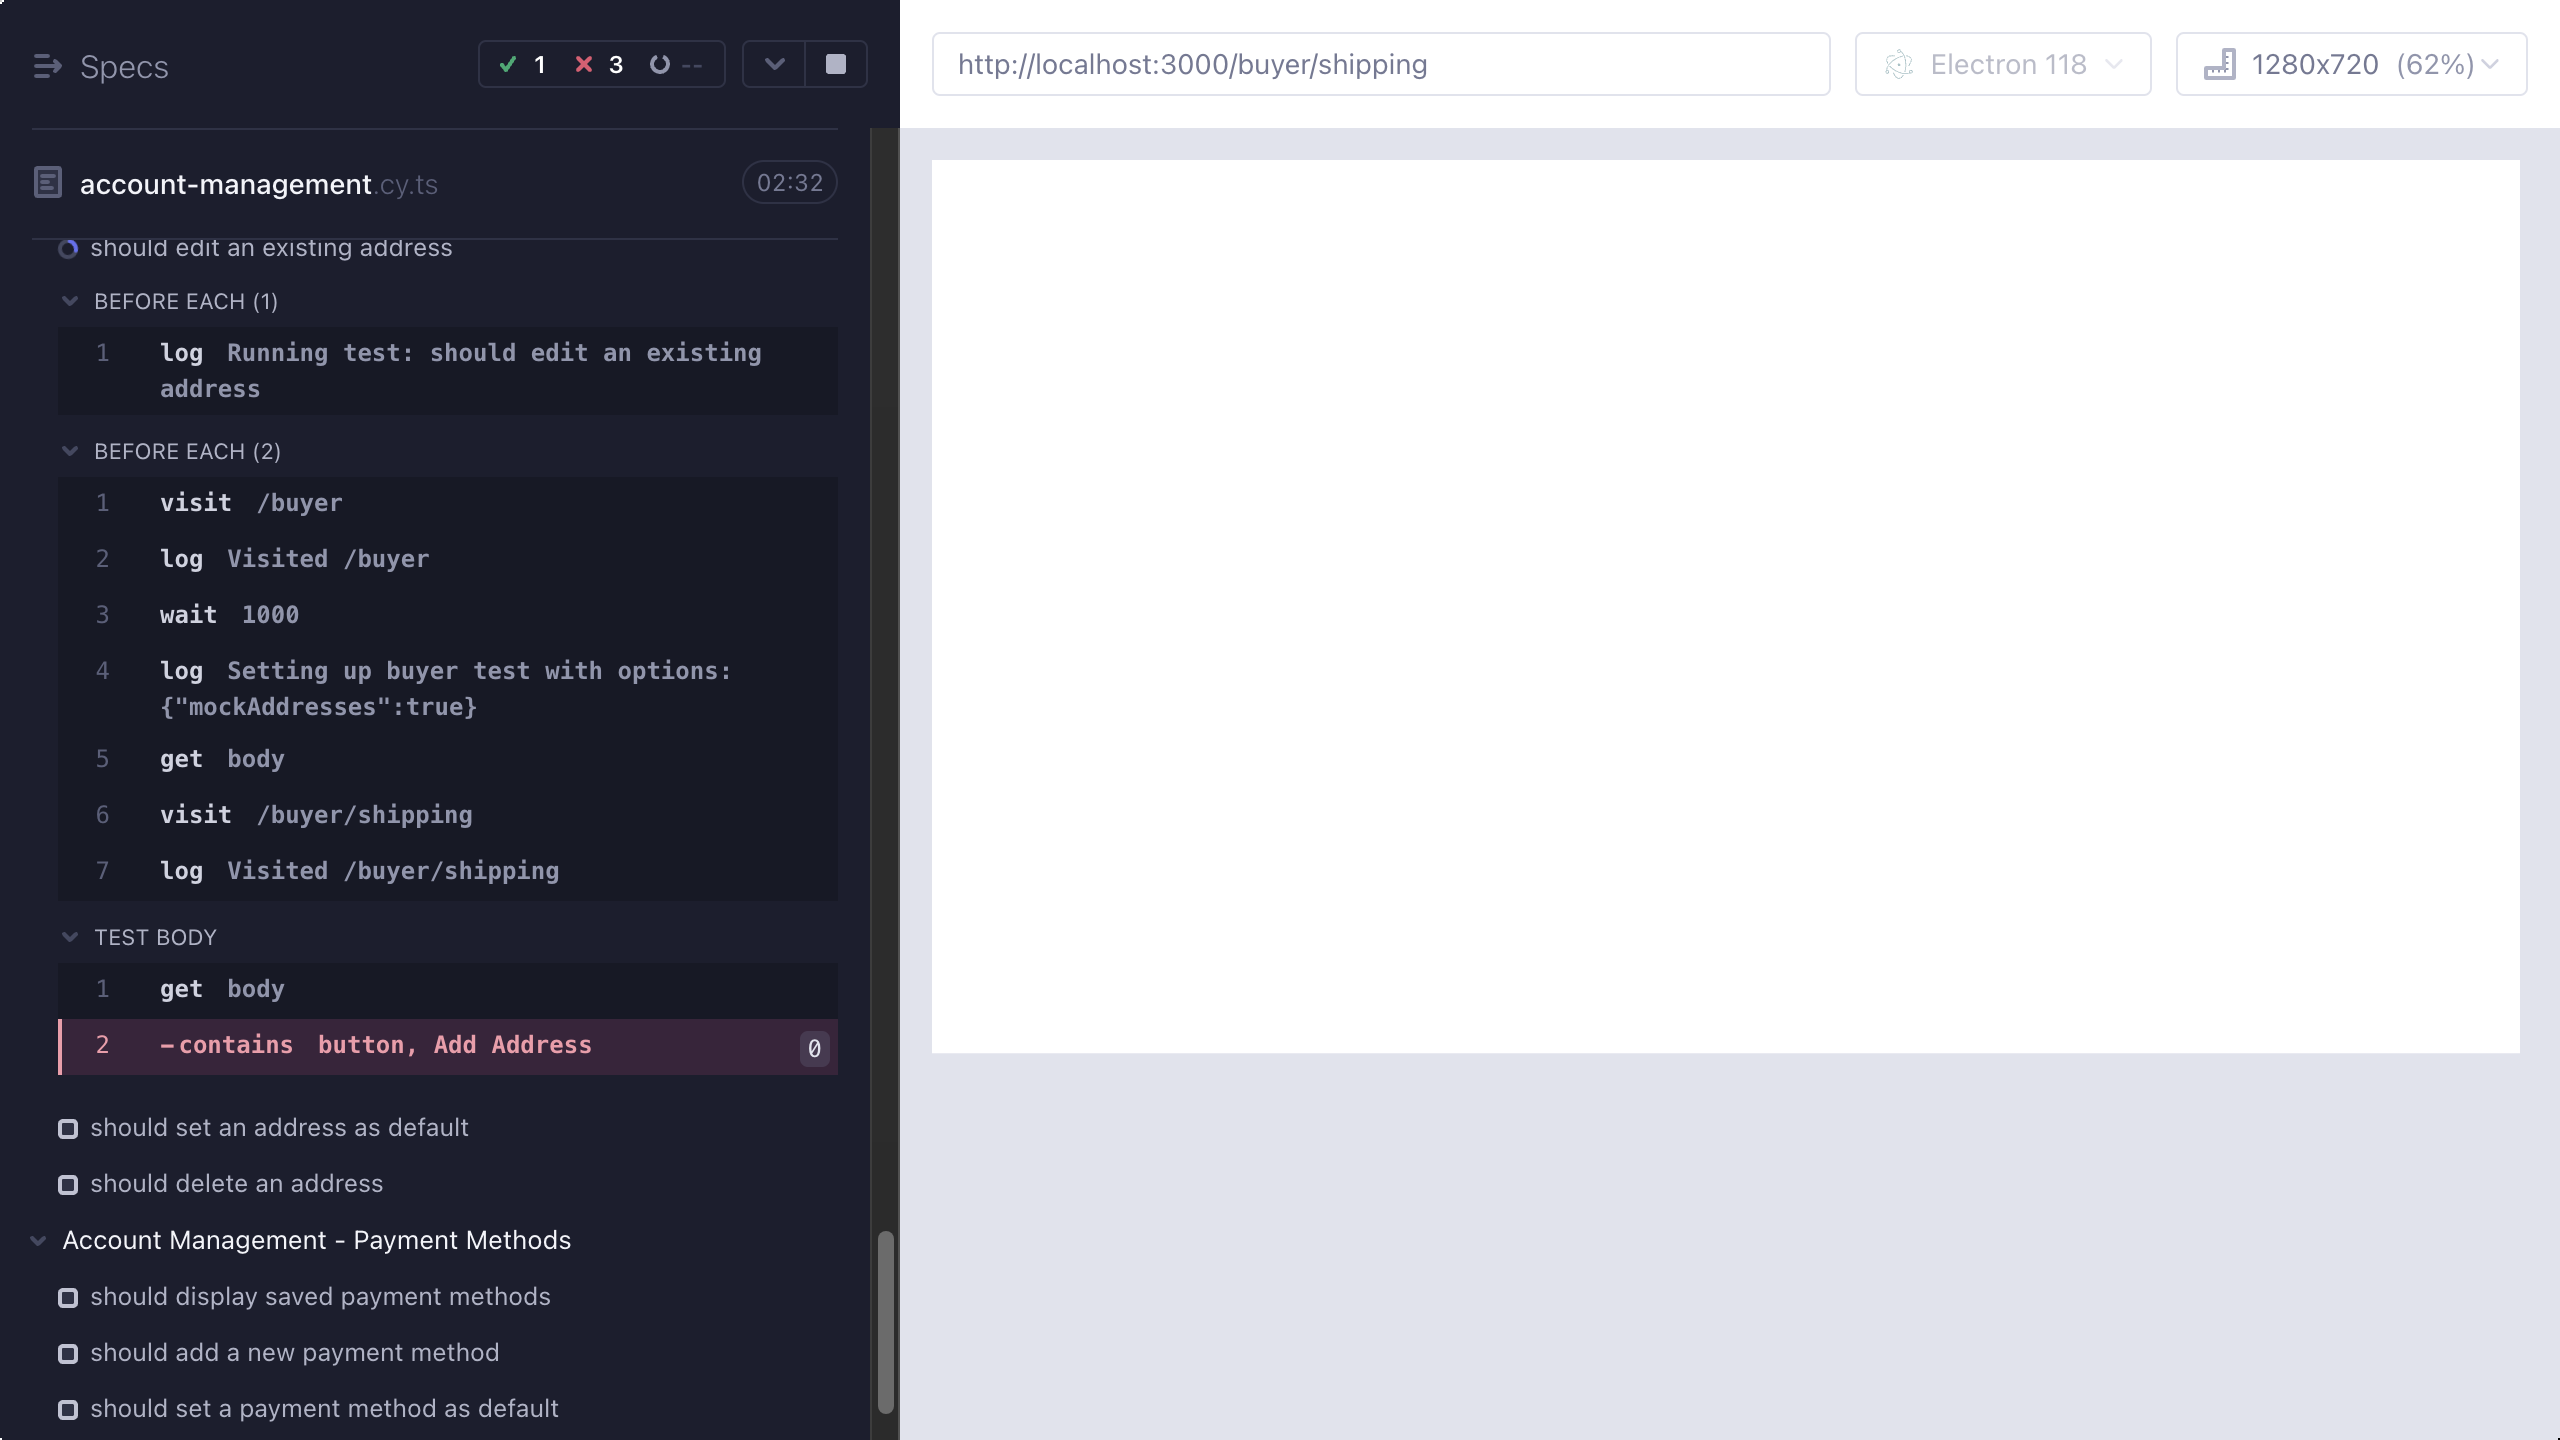 Specs
1 3 --
account-management.cy.ts 02:32
should edit an existing address
BEFORE EACH (1)
1 log Running test: should edit an existing
address
BEFORE EACH (2)
1 visit /buyer
2 log Visited /buyer
3 wait 1000
4 log Setting up buyer test with options:
{"mockAddresses":true}
5 get body
6 visit /buyer/shipping
7 log Visited /buyer/shipping
TEST BODY
1 get body
2 -contains button, Add Address 0
should set an address as default
should delete an address
Account Management - Payment Methods
should display saved payment methods
should add a new payment method
should set a payment method as default
http://localhost:3000/buyer/shipping
Electron 118
1280x720 (62%)